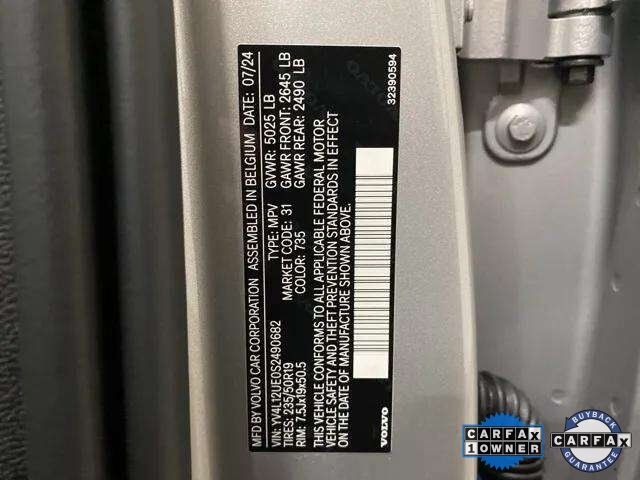 MFD BY VOLVO CAR CORPORATION ASSEMBLED IN BELGIUM DATE: 07/24
VIN: YV4L12UE0S2490682 TYPE: MPV GVWR: 5025 LB
TIRES: 235/50R19 MARKET CODE: 31 GAWR FRONT: 2645 LB
RIM: 7.5Jx19x50.5 COLOR: 735 GAWR REAR: 2490 LB
THIS VEHICLE CONFORMS TO ALL APPLICABLE FEDERAL MOTOR
VEHICLE SAFETY AND THEFT PREVENTION STANDARDS IN EFFECT
ON THE DATE OF MANUFACTURE SHOWN ABOVE.
VOLVO 32390594
CARFAX
1 OWNER
BUYBACK
CARFAX
GUARANTEE